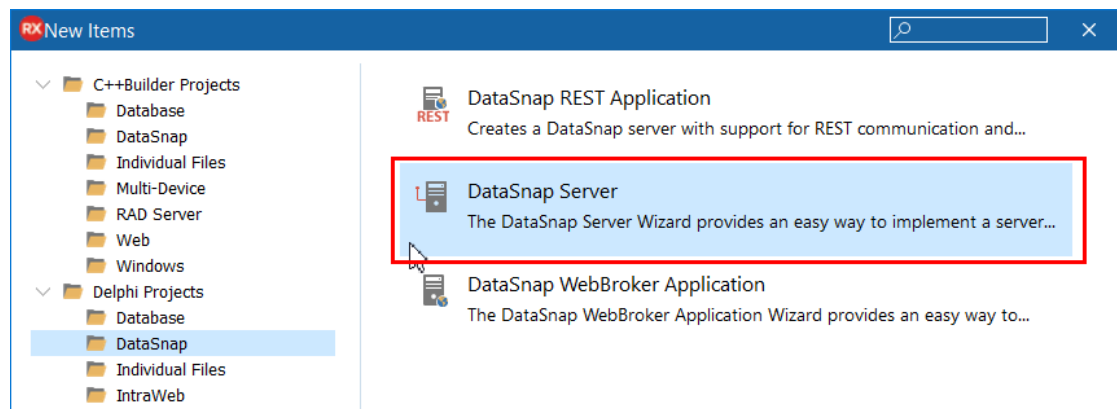 RX New Items
C++Builder Projects
Database
DataSnap
Individual Files
Multi-Device
RAD Server
Web
Windows
Delphi Projects
Database
DataSnap
Individual Files
IntraWeb
REST
DataSnap REST Application
Creates a DataSnap server with support for REST communication and...
DataSnap Server
The DataSnap Server Wizard provides an easy way to implement a server...
DataSnap WebBroker Application
The DataSnap WebBroker Application Wizard provides an easy way to...